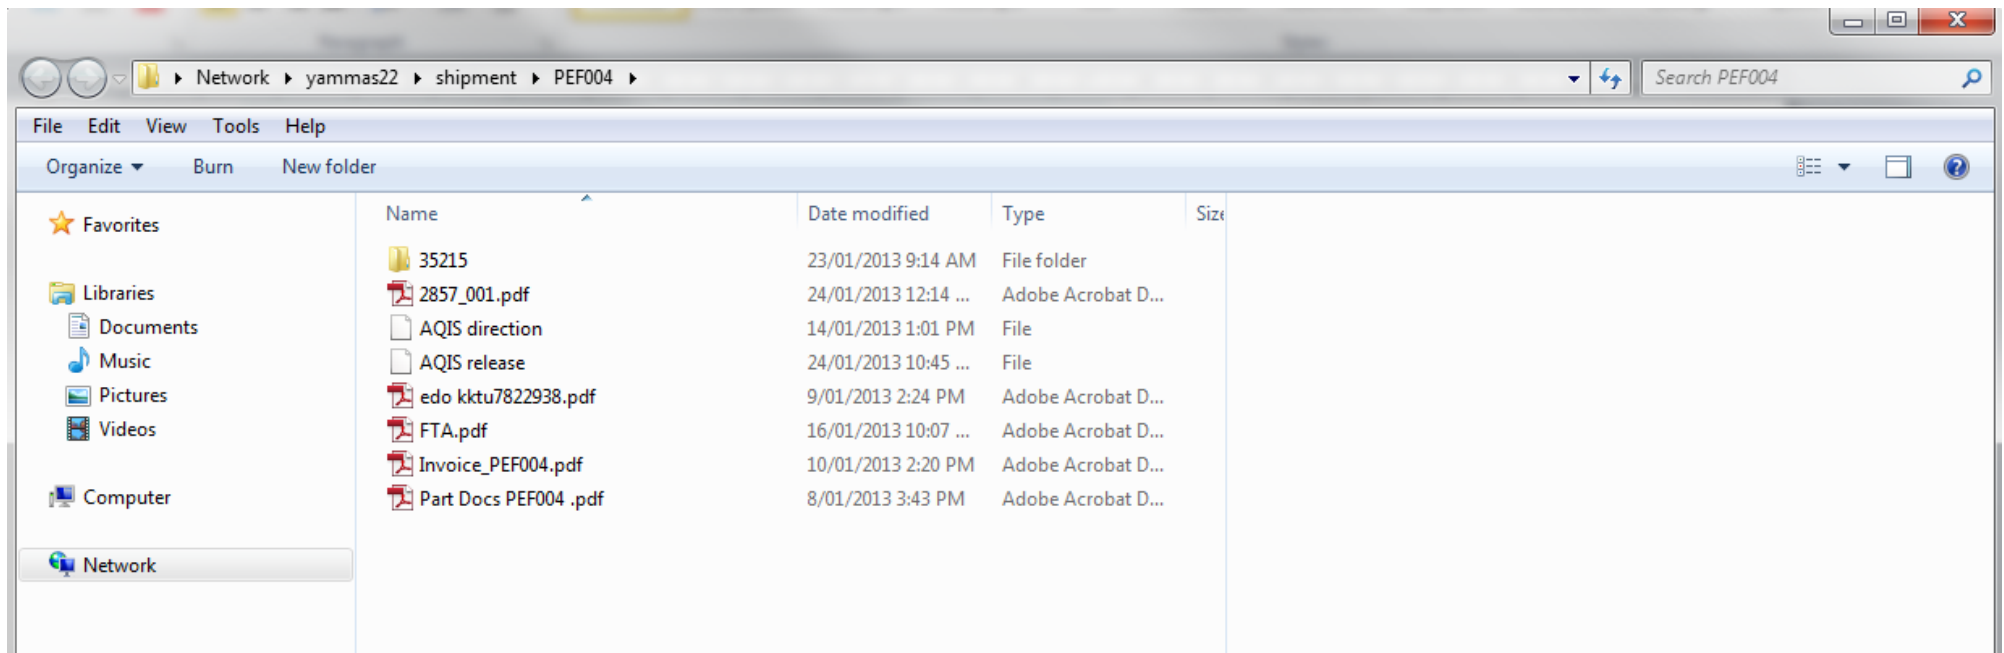 Network yammas22 shipment PEF004
Search PEF004
File Edit View Tools Help
Organize Burn New folder
Name Date modified Type Size
Favorites
Libraries
Documents
Music
Pictures
Videos
Computer
Network
35215 23/01/2013 9:14 AM File folder
2857_001.pdf 24/01/2013 12:14 ... Adobe Acrobat D...
AQIS direction 14/01/2013 1:01 PM File
AQIS release 24/01/2013 10:45 ... File
edo kktu7822938.pdf 9/01/2013 2:24 PM Adobe Acrobat D...
FTA.pdf 16/01/2013 10:07 ... Adobe Acrobat D...
Invoice_PEF004.pdf 10/01/2013 2:20 PM Adobe Acrobat D...
Part Docs PEF004 .pdf 8/01/2013 3:43 PM Adobe Acrobat D...